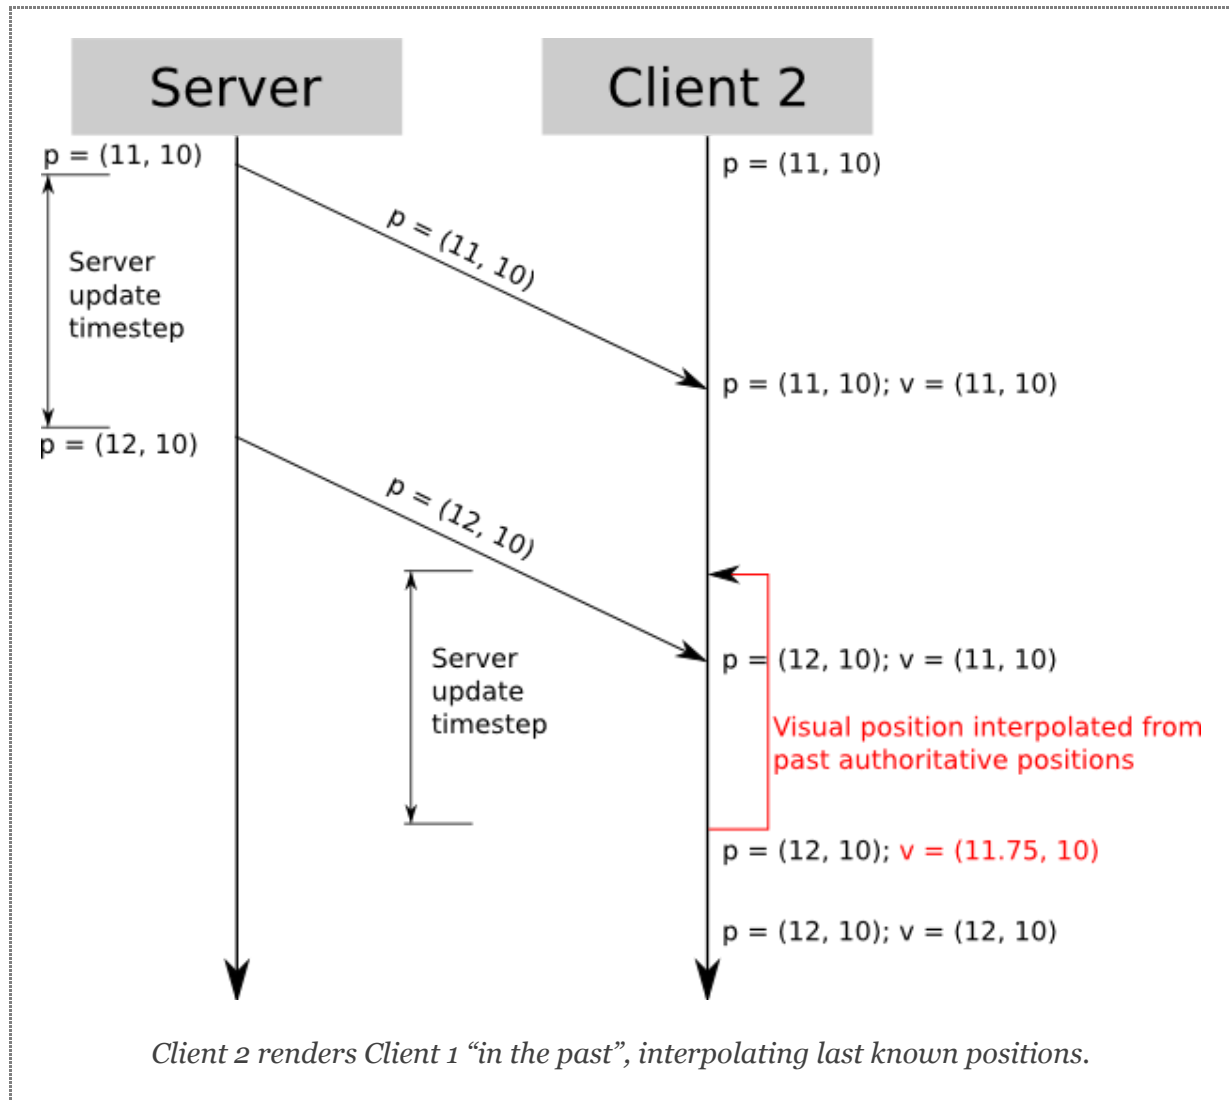 Server
Client 2
p = (11, 10)
p = (11, 10)
p = (11, 10)
Server
update
timestep
p = (11, 10); v = (11, 10)
p = (12, 10)
p = (12, 10)
Server
update
timestep
p = (12, 10); v = (11, 10)
Visual position interpolated from
past authoritative positions
p = (12, 10); v = (11.75, 10)
p = (12, 10); v = (12, 10)
Client 2 renders Client 1 “in the past”, interpolating last known positions.